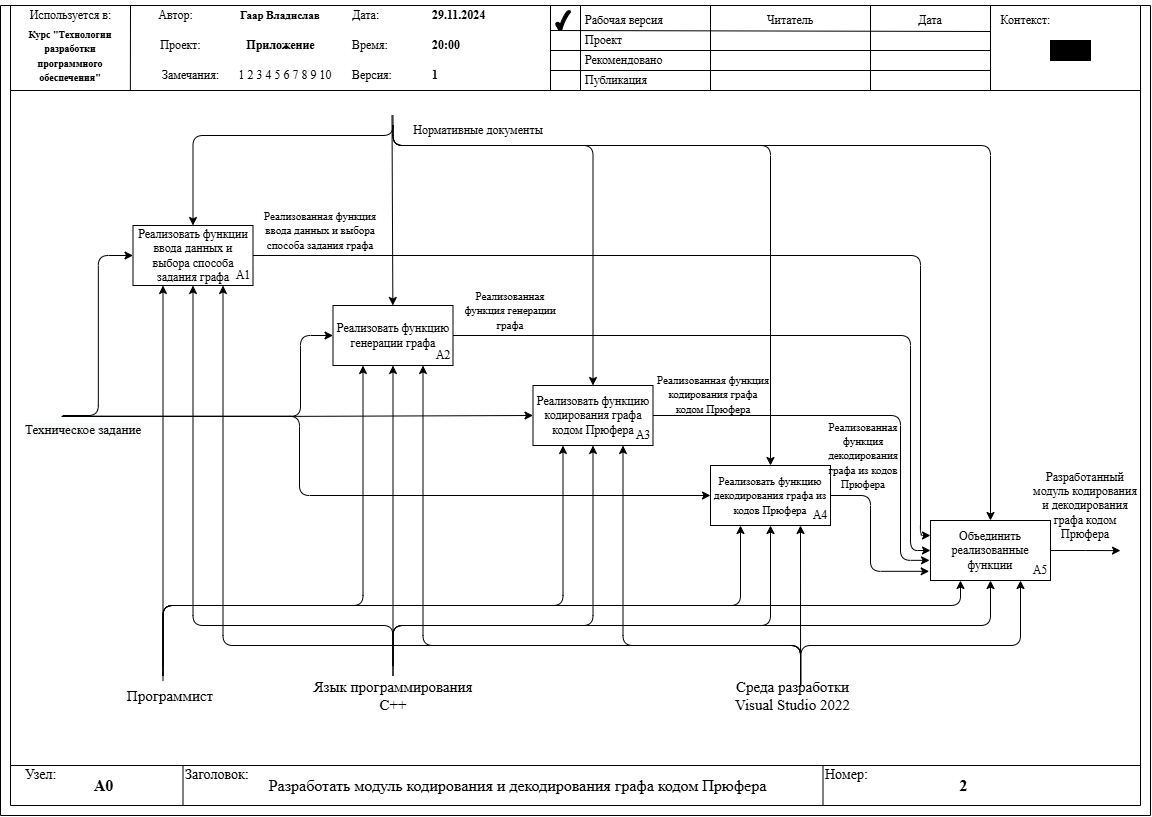 Используется в:
Курс "Технологии
разработки
программного
обеспечения"
Автор:
Гаар Владислав
Дата:
29.11.2024
Проект:
Приложение
Время:
20:00
Замечания:
1 2 3 4 5 6 7 8 9 10
Версия:
1
Рабочая версия
Читатель
Дата
Проект
Рекомендовано
Публикация
Контекст:
Нормативные документы
Реализовать функции
ввода данных и
выбора способа
задания графа
A1
Реализованная функция
ввода данных и выбора
способа задания графа
Реализовать функцию
генерации графа
A2
Реализованная
функция генерации
графа
Реализовать функцию
кодирования графа
кодом Прюфера
A3
Реализованная функция
кодирования графа
кодом Прюфера
Техническое задание
Реализовать функцию
декодирования графа из
кодов Прюфера
A4
Реализованная
функция
декодирования
графа из кодов
Прюфера
Объединить
реализованные
функции
A5
Разработанный
модуль кодирования
и декодирования
графа кодом
Прюфера
Программист
Язык программирования
C++
Среда разработки
Visual Studio 2022
Узел:
A0
Заголовок:
Разработать модуль кодирования и декодирования графа кодом Прюфера
Номер:
2